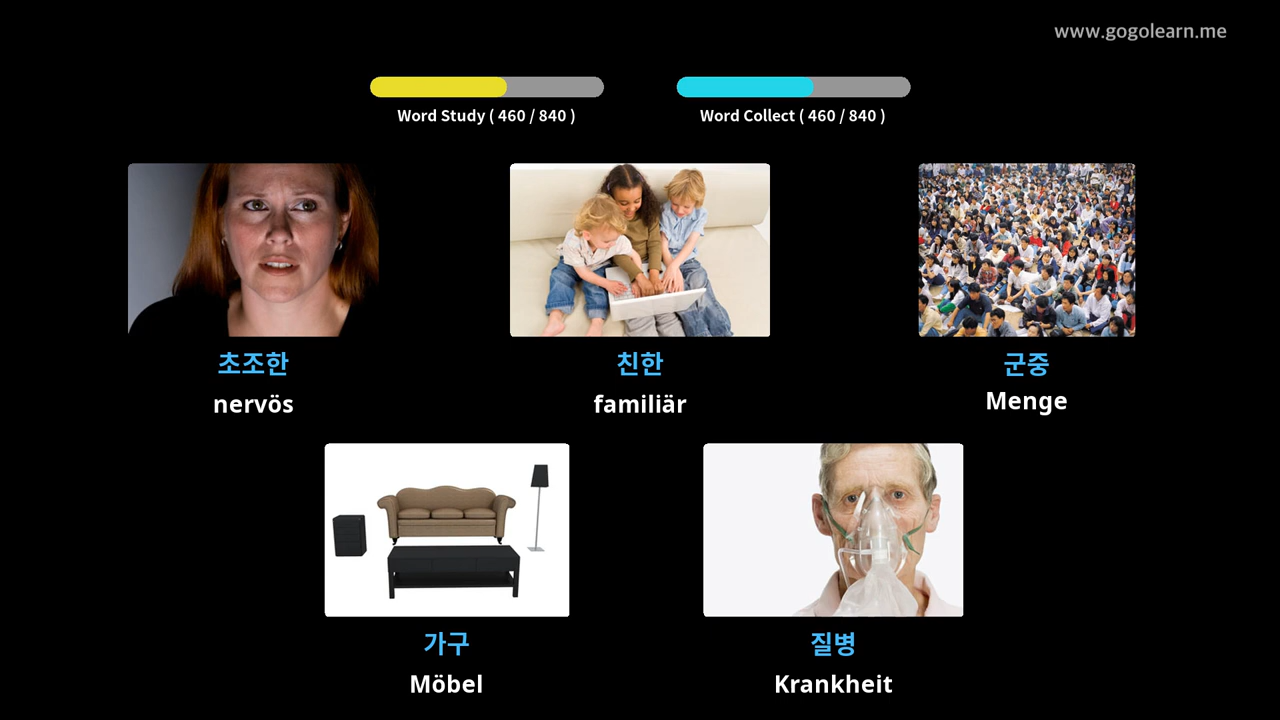 www.gogolearn.me
Word Study ( 460 / 840 )
Word Collect ( 460 / 840 )
초조한
친한
군중
nervös
familiär
Menge
가구
질병
Möbel
Krankheit